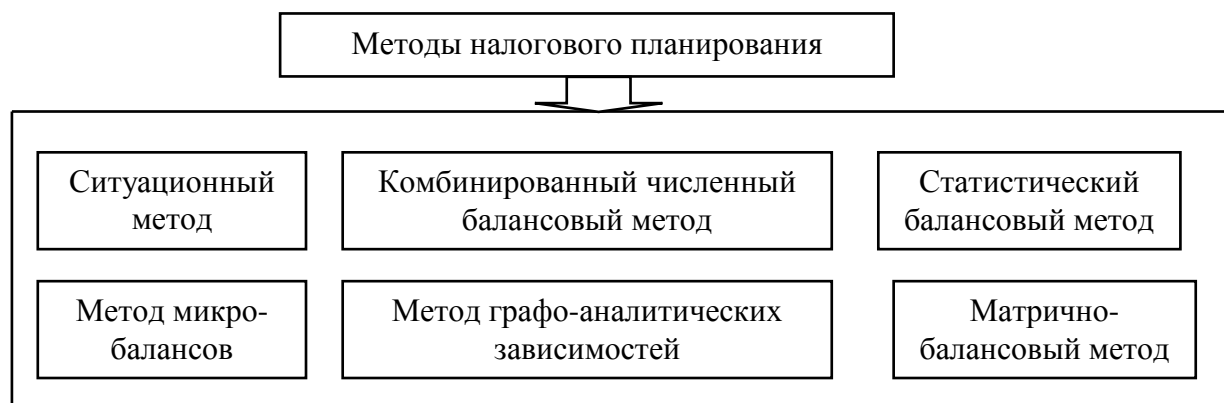 Методы налогового планирования
Ситуационный
метод
Комбинированный численный
балансовый метод
Статистический
балансовый метод
Метод микро-
балансов
Метод графо-аналитических
зависимостей
Матрично-
балансовый метод